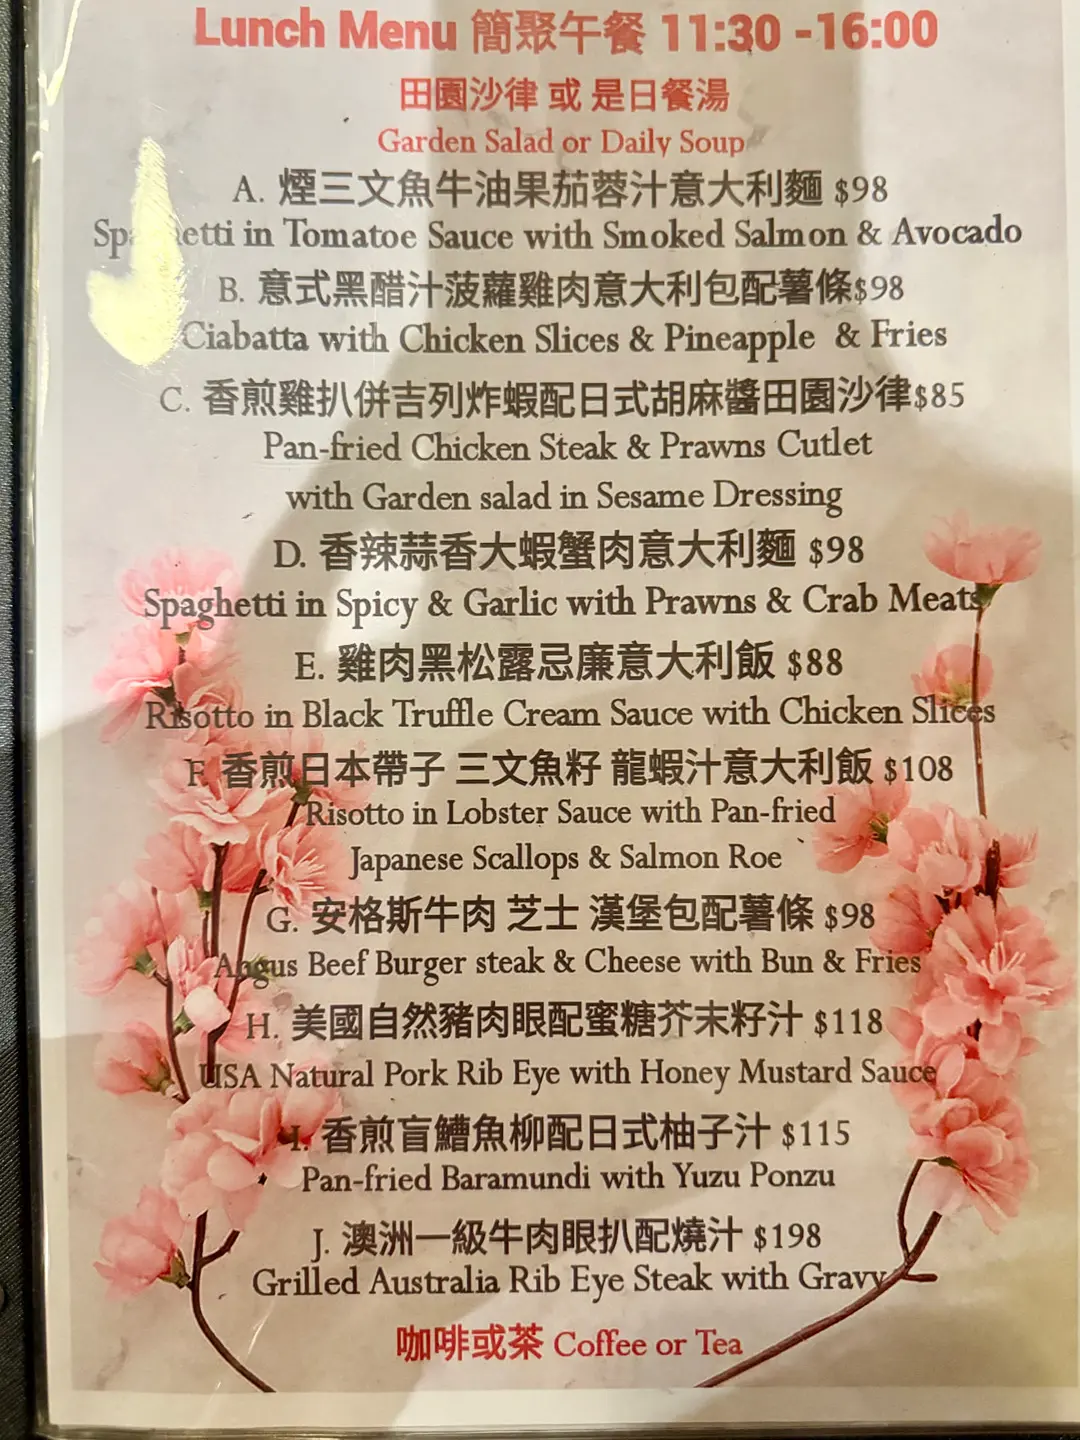 Lunch Menu 簡聚午餐 11:30 -16:00
田園沙律 或 是日餐湯
Garden Salad or Daily Soup
A. 煙三文魚牛油果茄蓉汁意大利麵 $98
Spaghetti in Tomatoe Sauce with Smoked Salmon & Avocado
B. 意式黑醋汁菠蘿雞肉意大利包配薯條$98
Ciabatta with Chicken Slices & Pineapple & Fries
C. 香煎雞扒併吉列炸蝦配日式胡麻醬田園沙律$85
Pan-fried Chicken Steak & Prawns Cutlet
with Garden salad in Sesame Dressing
D. 香辣蒜香大蝦蟹肉意大利麵 $98
Spaghetti in Spicy & Garlic with Prawns & Crab Meats
E. 雞肉黑松露忌廉意大利飯 $88
Risotto in Black Truffle Cream Sauce with Chicken Slices
F. 香煎日本帶子 三文魚籽 龍蝦汁意大利飯 $108
Risotto in Lobster Sauce with Pan-fried
Japanese Scallops & Salmon Roe
G. 安格斯牛肉 芝士 漢堡包配薯條 $98
Angus Beef Burger steak & Cheese with Bun & Fries
H. 美國自然豬肉眼配蜜糖芥末籽汁 $118
USA Natural Pork Rib Eye with Honey Mustard Sauce
I. 香煎盲鰽魚柳配日式柚子汁 $115
Pan-fried Baramundi with Yuzu Ponzu
J. 澳洲一級牛肉眼扒配燒汁 $198
Grilled Australia Rib Eye Steak with Gravy
咖啡或茶 Coffee or Tea